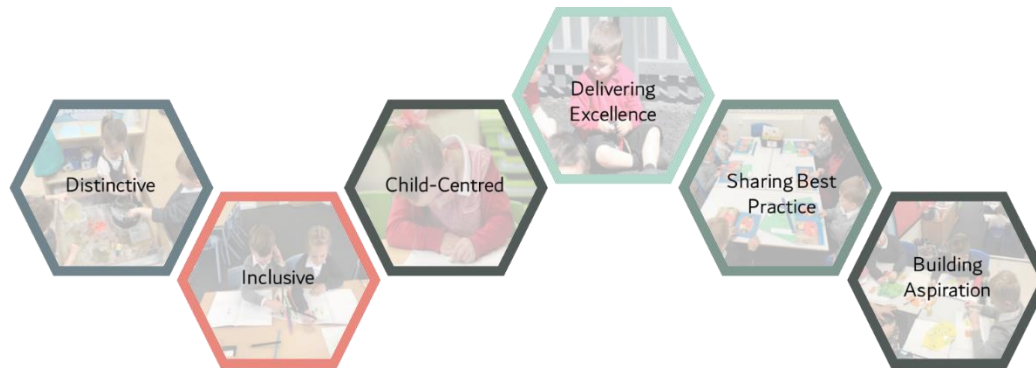 Distinctive
Inclusive
Child-Centred
Delivering
Excellence
Sharing Best
Practice
Building
Aspiration